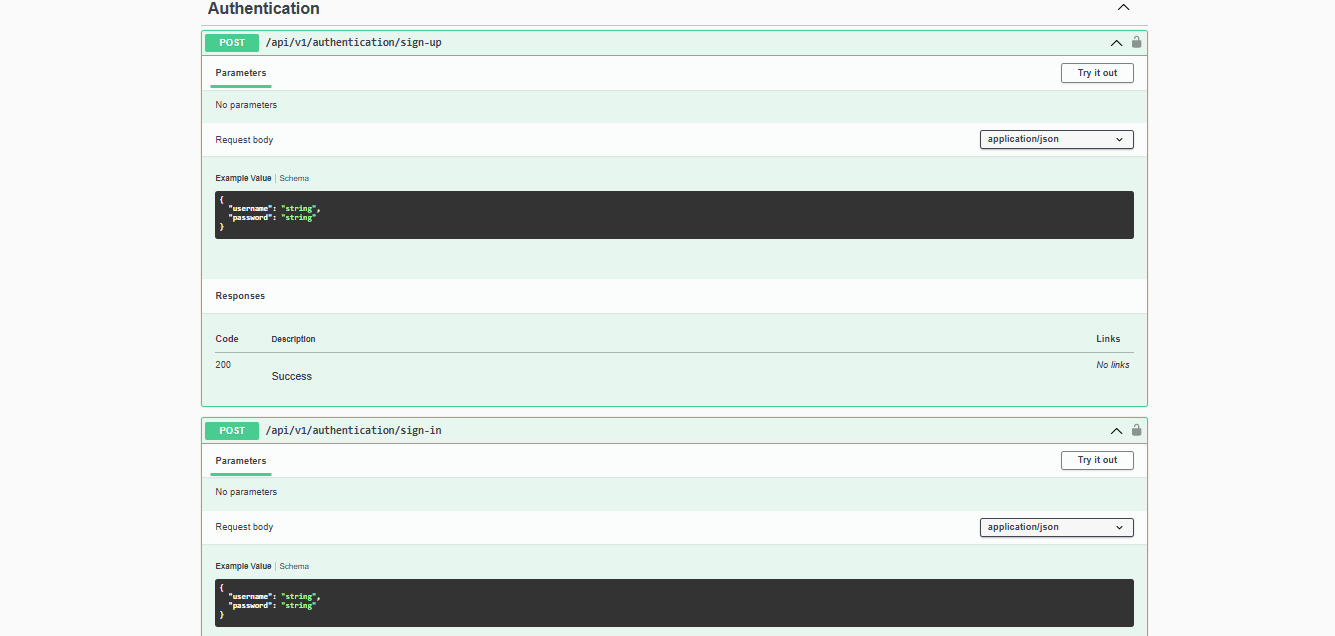 Authentication
POST /api/v1/authentication/sign-up
Parameters Try it out
No parameters
Request body application/json
Example Value | Schema
{
"username": "string",
"password": "string"
}
Responses
Code Description Links
200 No links
Success
POST /api/v1/authentication/sign-in
Parameters Try it out
No parameters
Request body application/json
Example Value | Schema
{
"username": "string",
"password": "string"
}